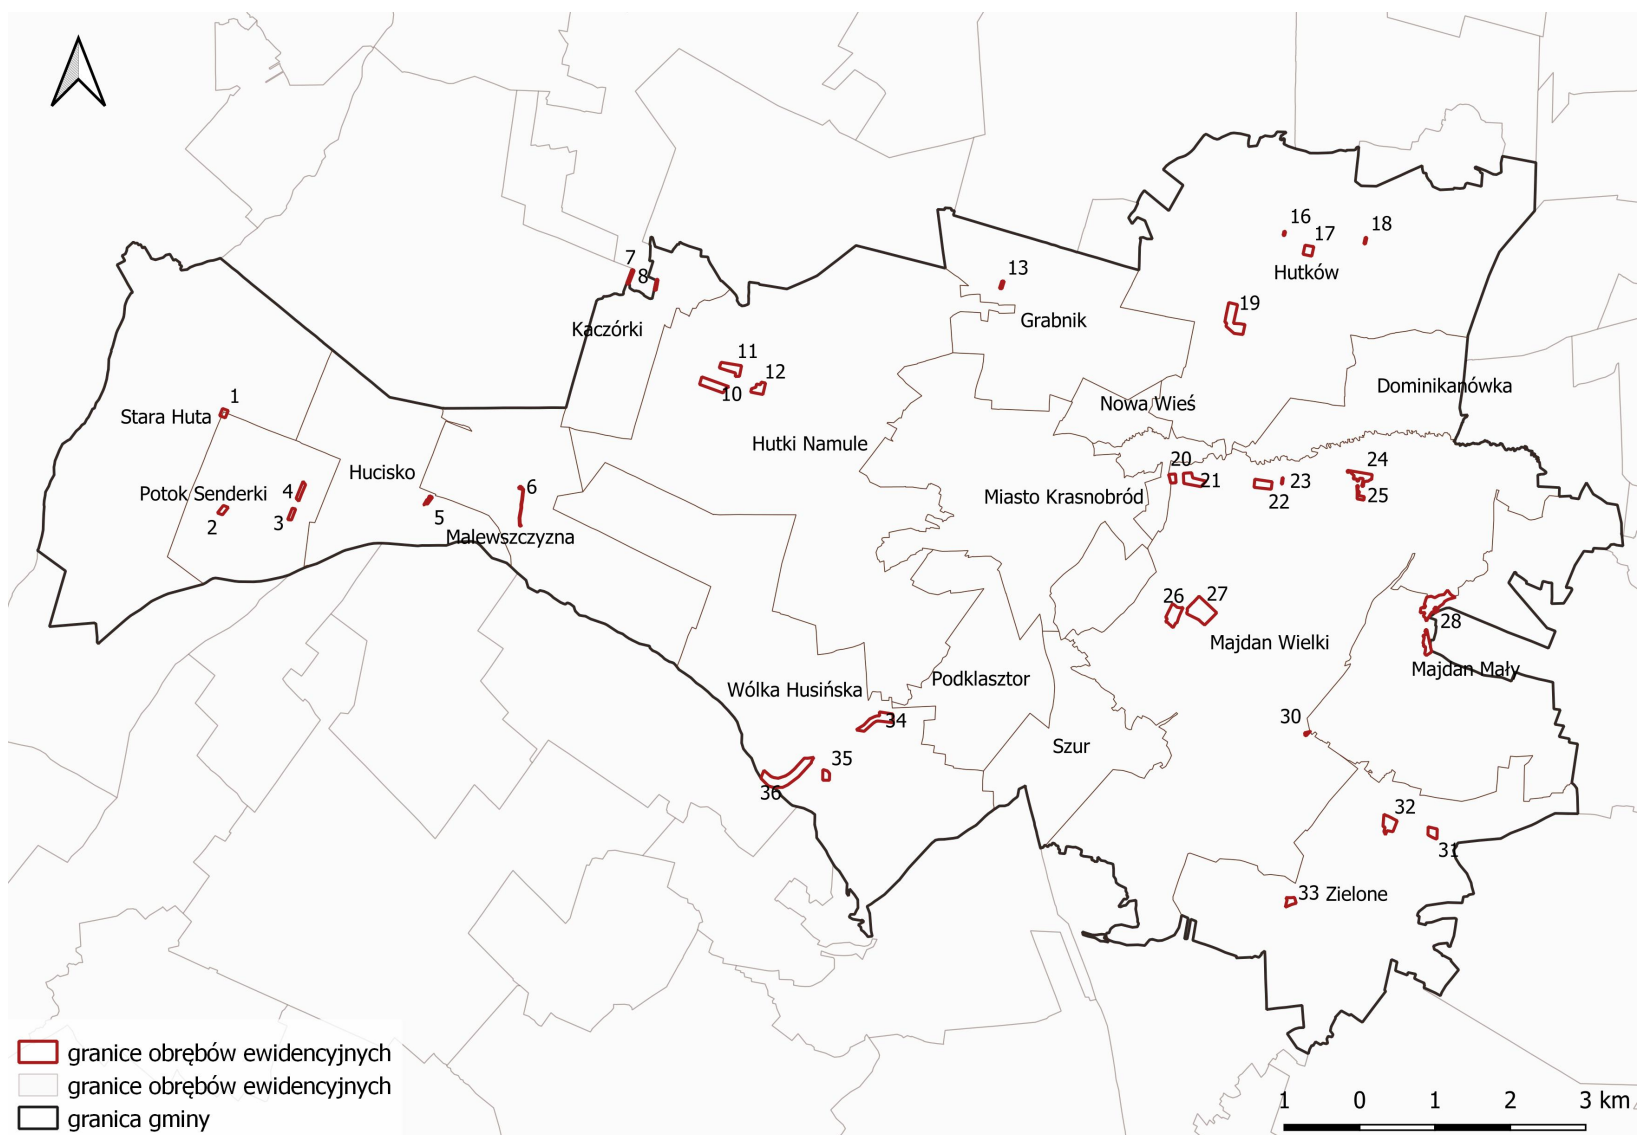 16
17
18
Hutków
7
8
13
19
Grabnik
Kaczórki
11
12
10
Dominikanówka
1
Stara Huta
Nowa Wieś
Hutki Namule
Hucisko
20
21
24
4
Potok Senderki
6
Miasto Krasnobród
22
23
25
2
3
5
Malewszczyzna
26
27
28
Majdan Wielki
Majdan Mały
Podklasztor
Wólka Husińska
34
30
Szur
35
36
32
31
33 Zielone
granice obrębów ewidencyjnych
granice obrębów ewidencyjnych
granica gminy
1 0 1 2 3 km